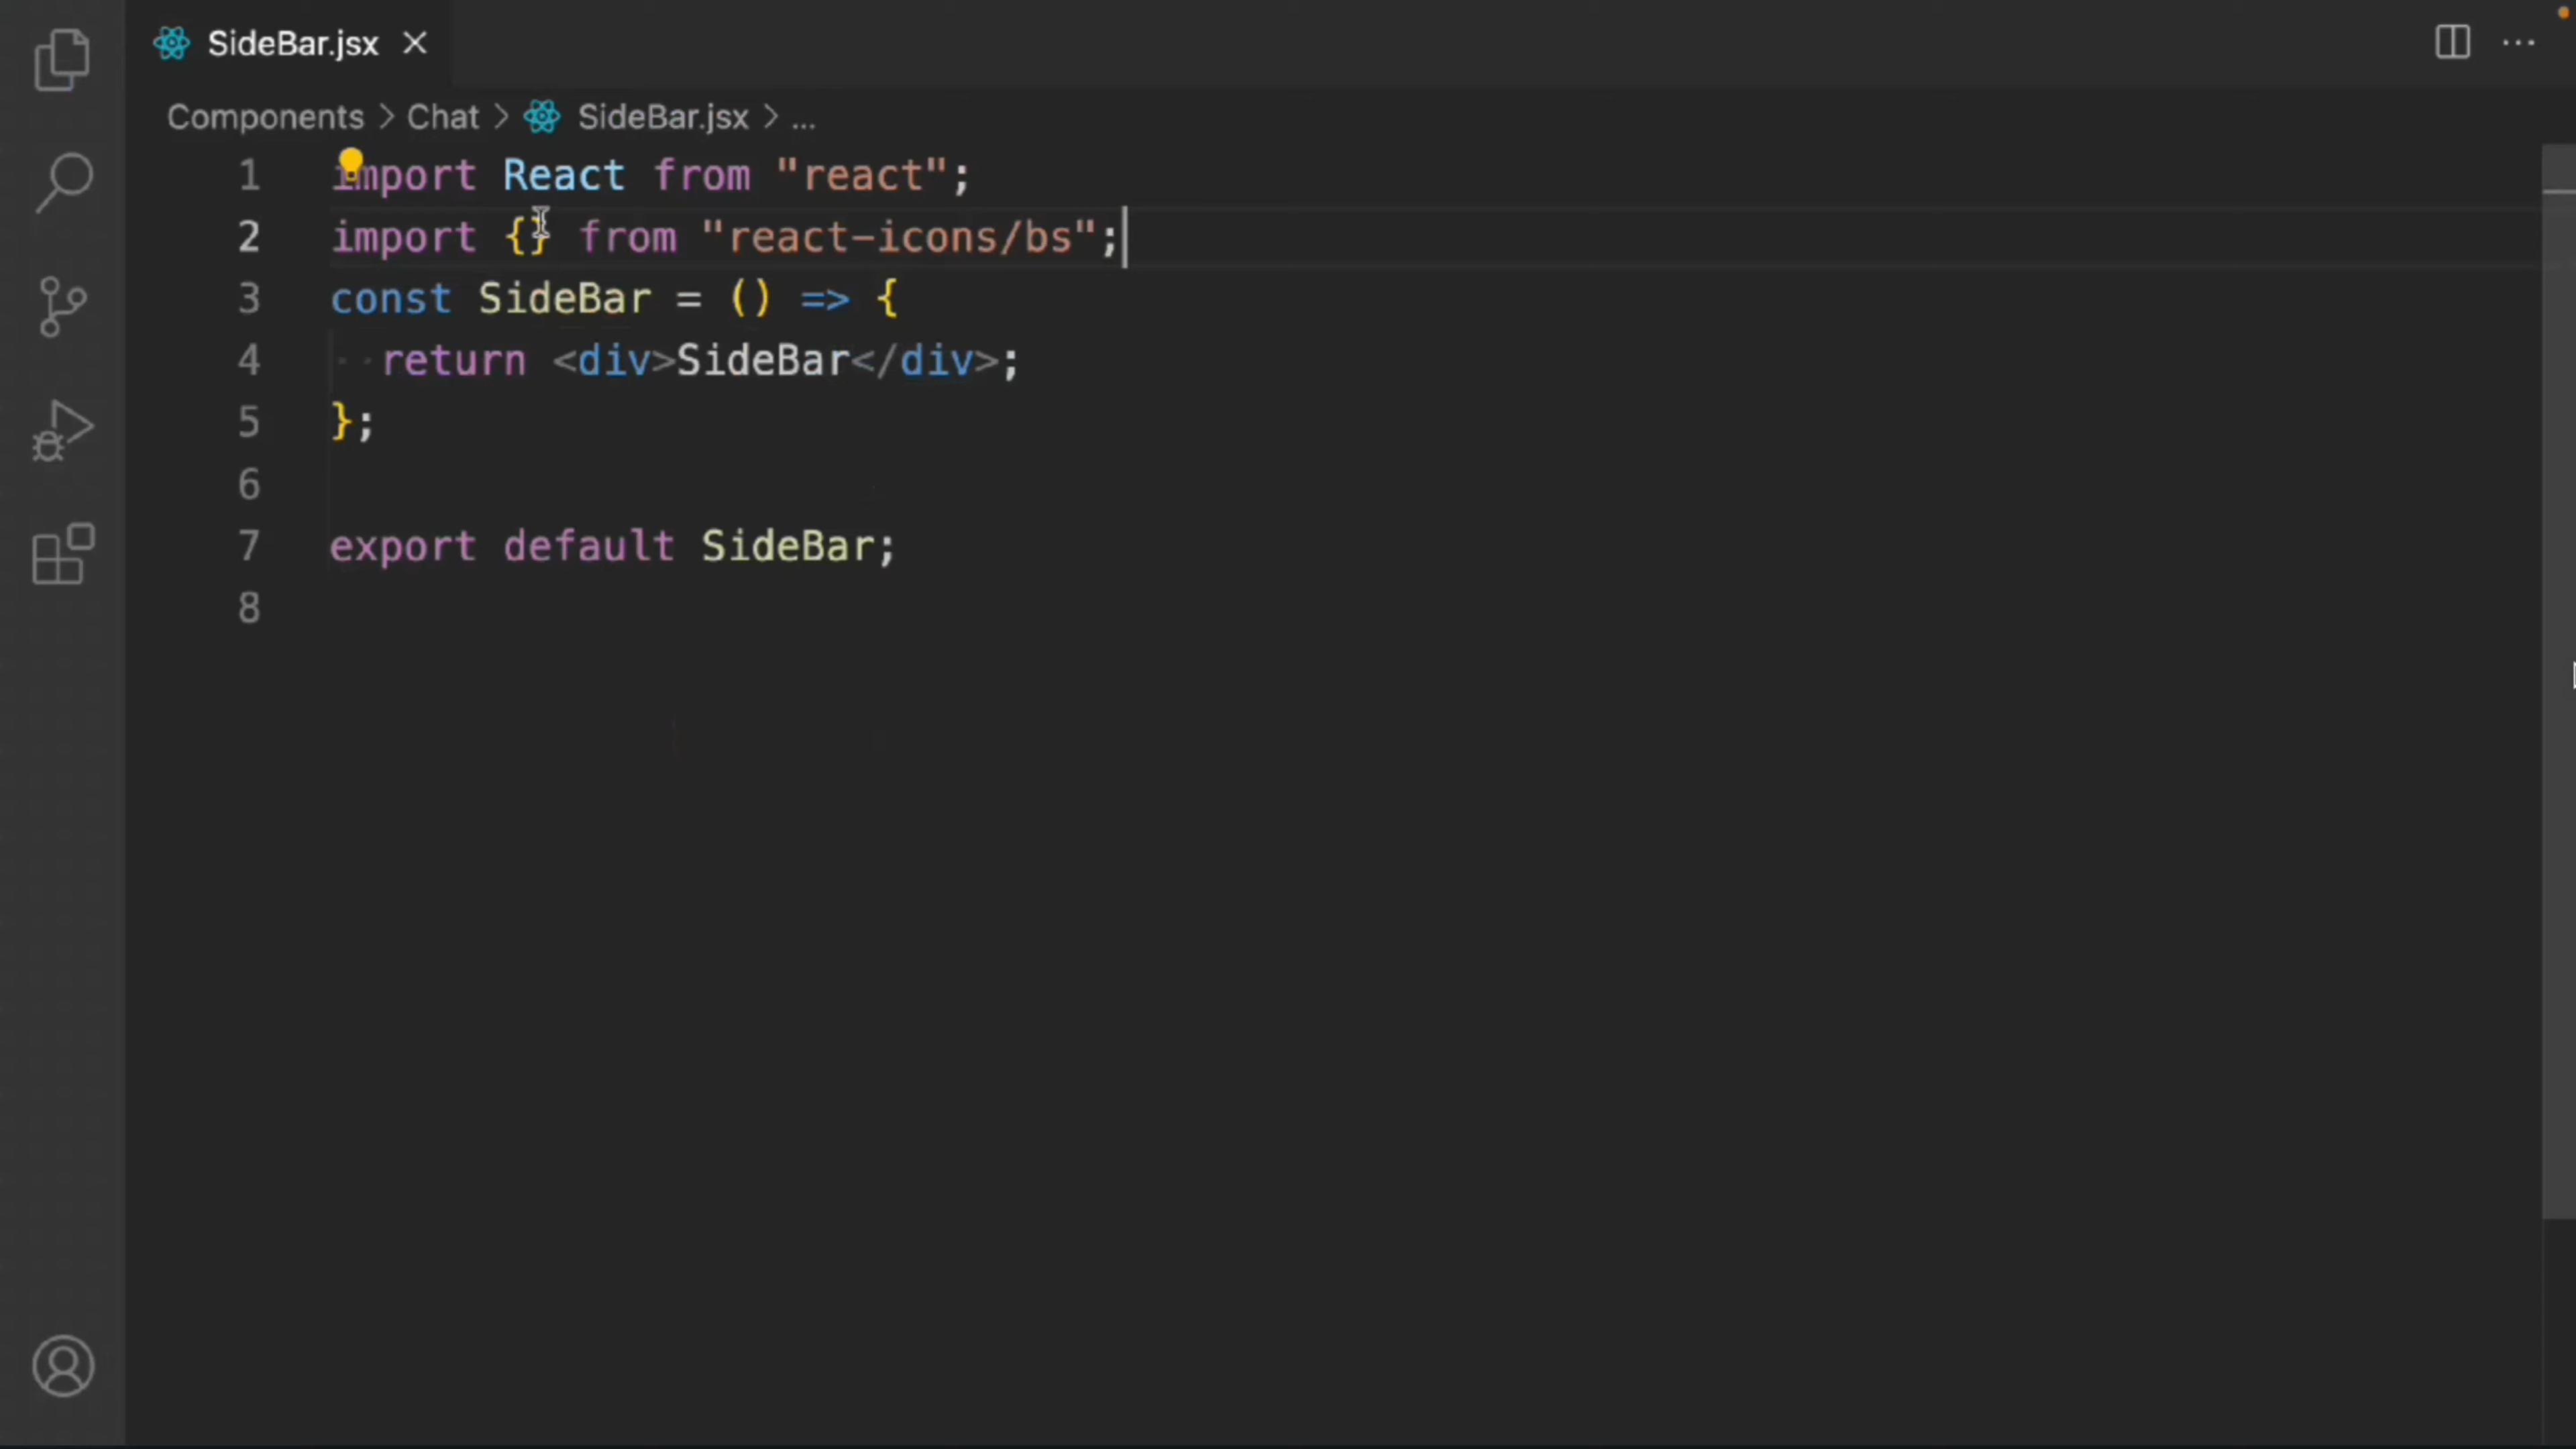 SideBar.jsx
Components > Chat > SideBar.jsx > ...
1 import React from "react";
2 import {} from "react-icons/bs";
3 const SideBar = () => {
4   return <div>SideBar</div>;
5 };
6
7 export default SideBar;
8